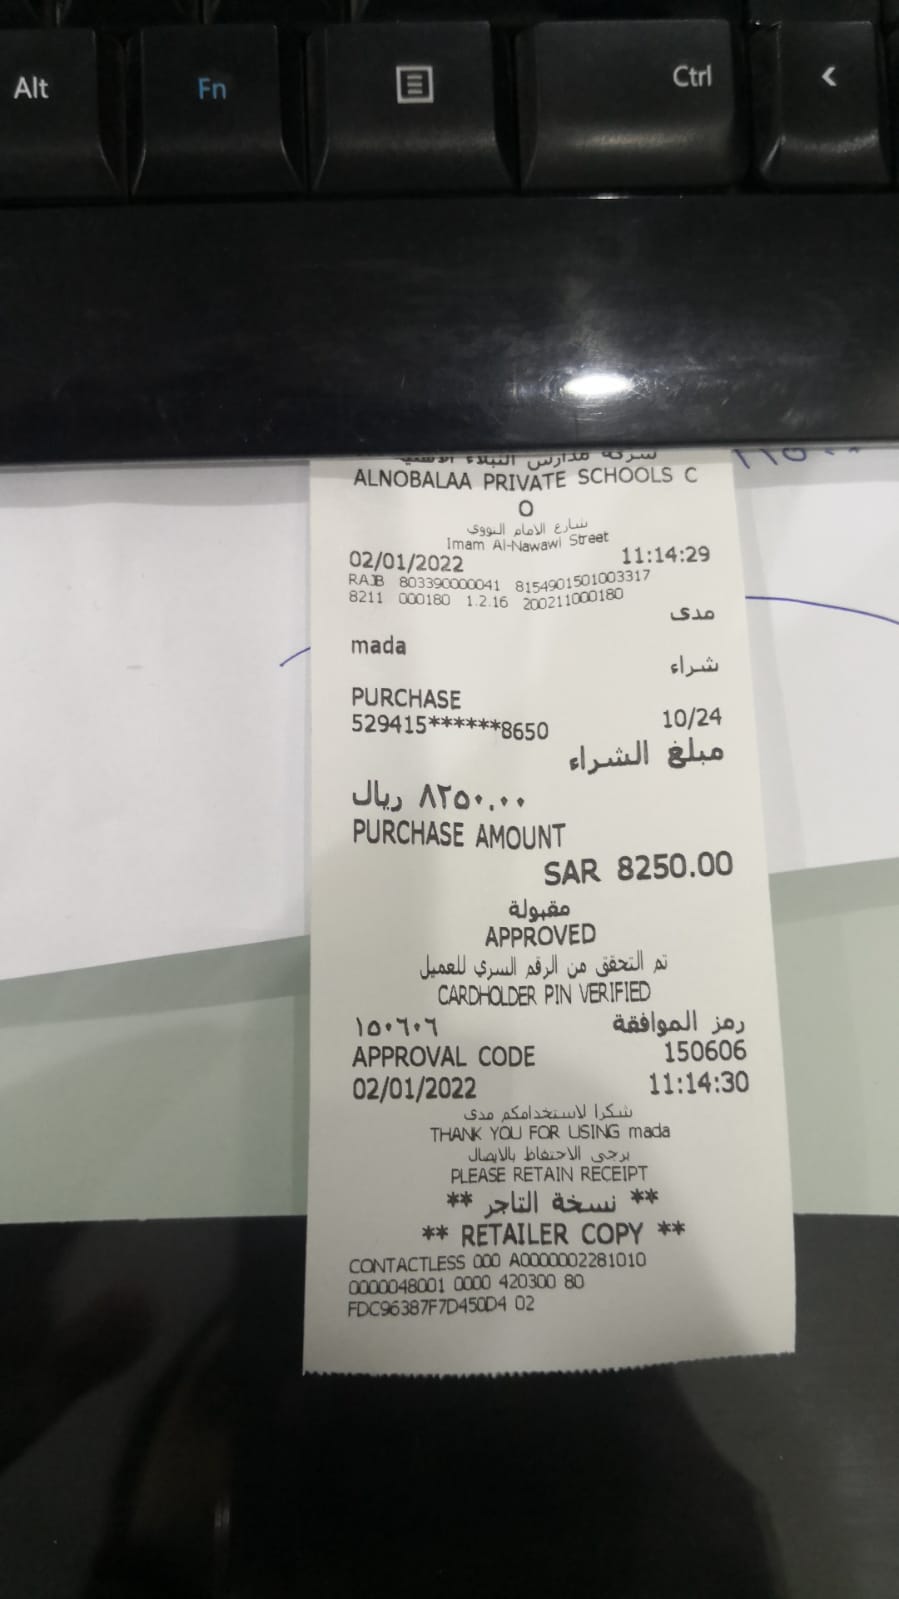 Alt Fn Ctrl <
شركة مدارس النبلاء الاهلية
ALNOBALAA PRIVATE SCHOOLS C
O
شارع الامام النووي
Imam Al-Nawawi Street
02/01/2022 11:14:29
RAJB 803390000041 8154901501003317
8211 000180 1.2.16 200211000180
مدى
mada
شراء
PURCHASE
529415******8650 10/24
مبلغ الشراء
٨٢٥٠.٠٠ ريال
PURCHASE AMOUNT
SAR 8250.00
مقبولة
APPROVED
تم التحقق من الرقم السري للعميل
CARDHOLDER PIN VERIFIED
رمز الموافقة ١٥٠٦٠٦
APPROVAL CODE 150606
02/01/2022 11:14:30
شكرا لاستخدامكم مدى
THANK YOU FOR USING mada
يرجى الاحتفاظ بالايصال
PLEASE RETAIN RECEIPT
** نسخة التاجر **
** RETAILER COPY **
CONTACTLESS 000 A0000002281010
0000048001 0000 420300 80
FDC96387F7D450D4 02